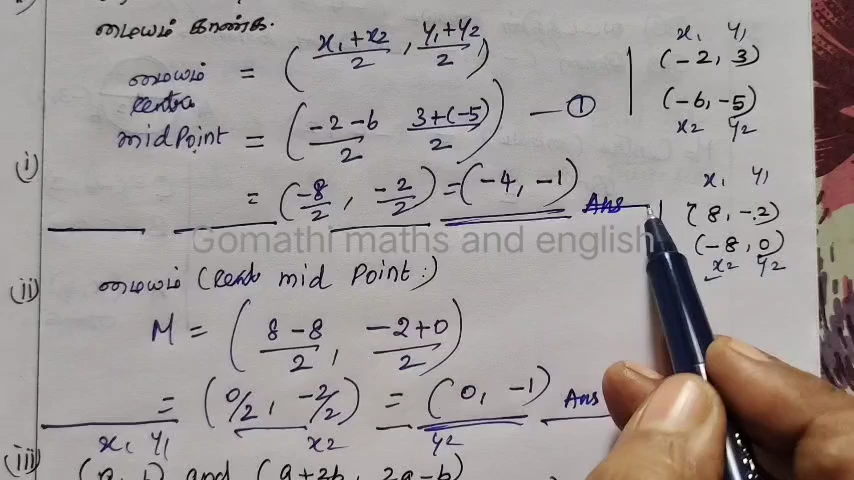 மையம் காண்க.
மையம் = (x₁+x₂/2 , y₁+y₂/2)
x₁ y₁
(-2, 3)
(-6, -5)
x₂ y₂
midPoint = (-2-6/2 3+(-5)/2) — ①
(i)
= (-8/2 , -2/2) = (-4, -1) Ans
x₁ y₁
(8, -2)
(-8, 0)
x₂ y₂
Gomathi maths and english
(ii) மையம் (mid Point:)
M = (8-8/2 , -2+0/2)
= (0/2 , -2/2) = (0, -1) Ans
x₁ y₁ x₂ y₂
(iii) and (a+2b, 2a-b)